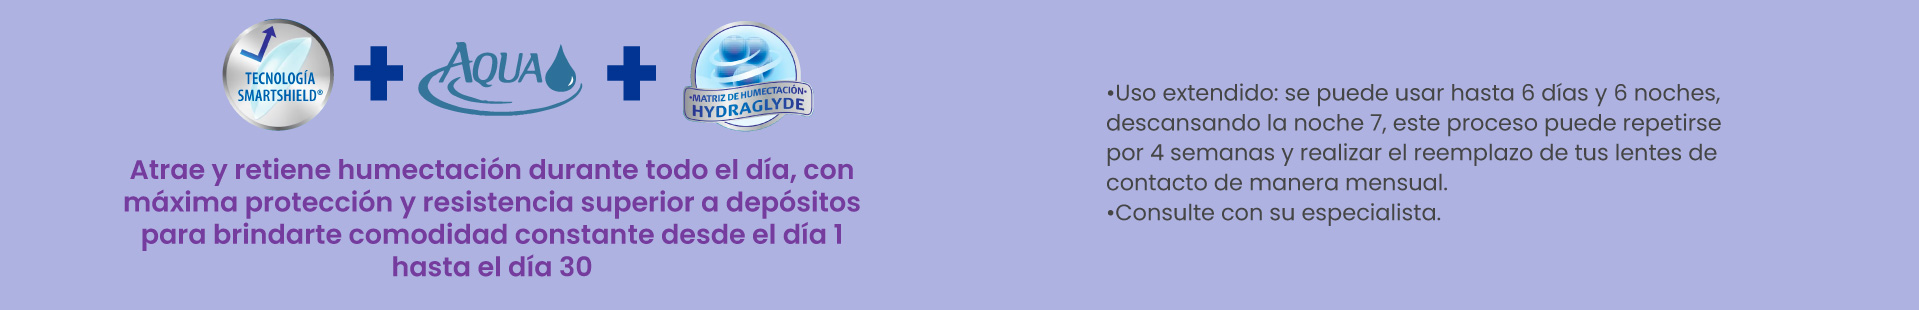 TECNOLOGÍA
SMARTSHIELD®
AQUA
•MATRIZ DE HUMECTACIÓN•
HYDRAGLYDE
Atrae y retiene humectación durante todo el día, con
máxima protección y resistencia superior a depósitos
para brindarte comodidad constante desde el día 1
hasta el día 30
•Uso extendido: se puede usar hasta 6 días y 6 noches,
descansando la noche 7, este proceso puede repetirse
por 4 semanas y realizar el reemplazo de tus lentes de
contacto de manera mensual.
•Consulte con su especialista.